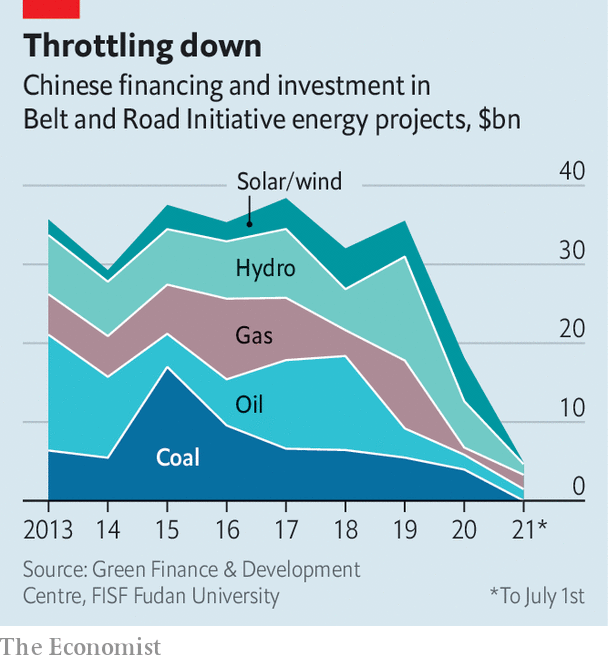 Throttling down
Chinese financing and investment in
Belt and Road Initiative energy projects, $bn
40
Solar/wind
30
Hydro
Gas
20
Oil
10
Coal
0
2013 14 15 16 17 18 19 20 21*
Source: Green Finance & Development
Centre, FISF Fudan University
*To July 1st
The Economist